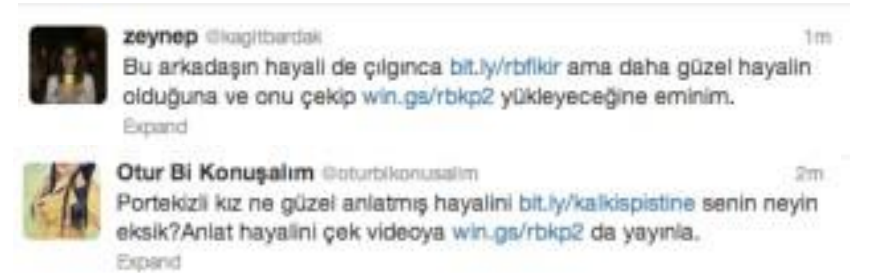 zeynep @kagitbardak 1m
Bu arkadaşın hayali de çılgınca bit.ly/rbfikir ama daha güzel hayalin
olduğuna ve onu çekip win.gs/rbkp2 yükleyeceğine eminim.
Expand
Otur Bi Konuşalım @oturbikonusalim 2m
Portekizli kız ne güzel anlatmış hayalini bit.ly/kalkispistine senin neyin
eksik?Anlat hayalini çek videoya win.gs/rbkp2 da yayınla.
Expand